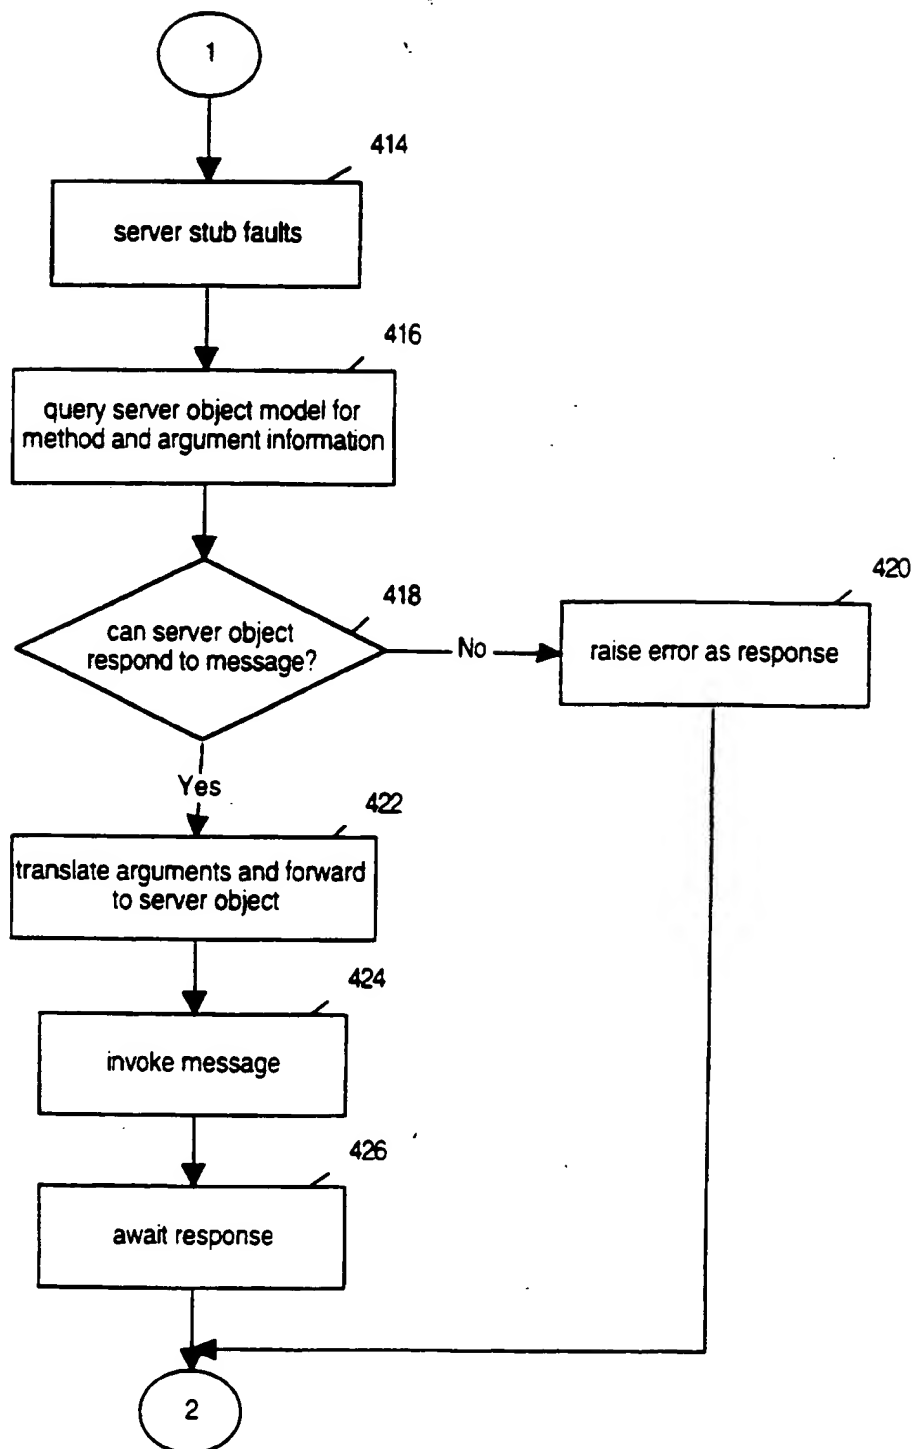 1
414
server stub faults
416
query server object model for
method and argument information
418
can server object
respond to message?
No
420
raise error as response
Yes
422
translate arguments and forward
to server object
424
invoke message
426
await response
2